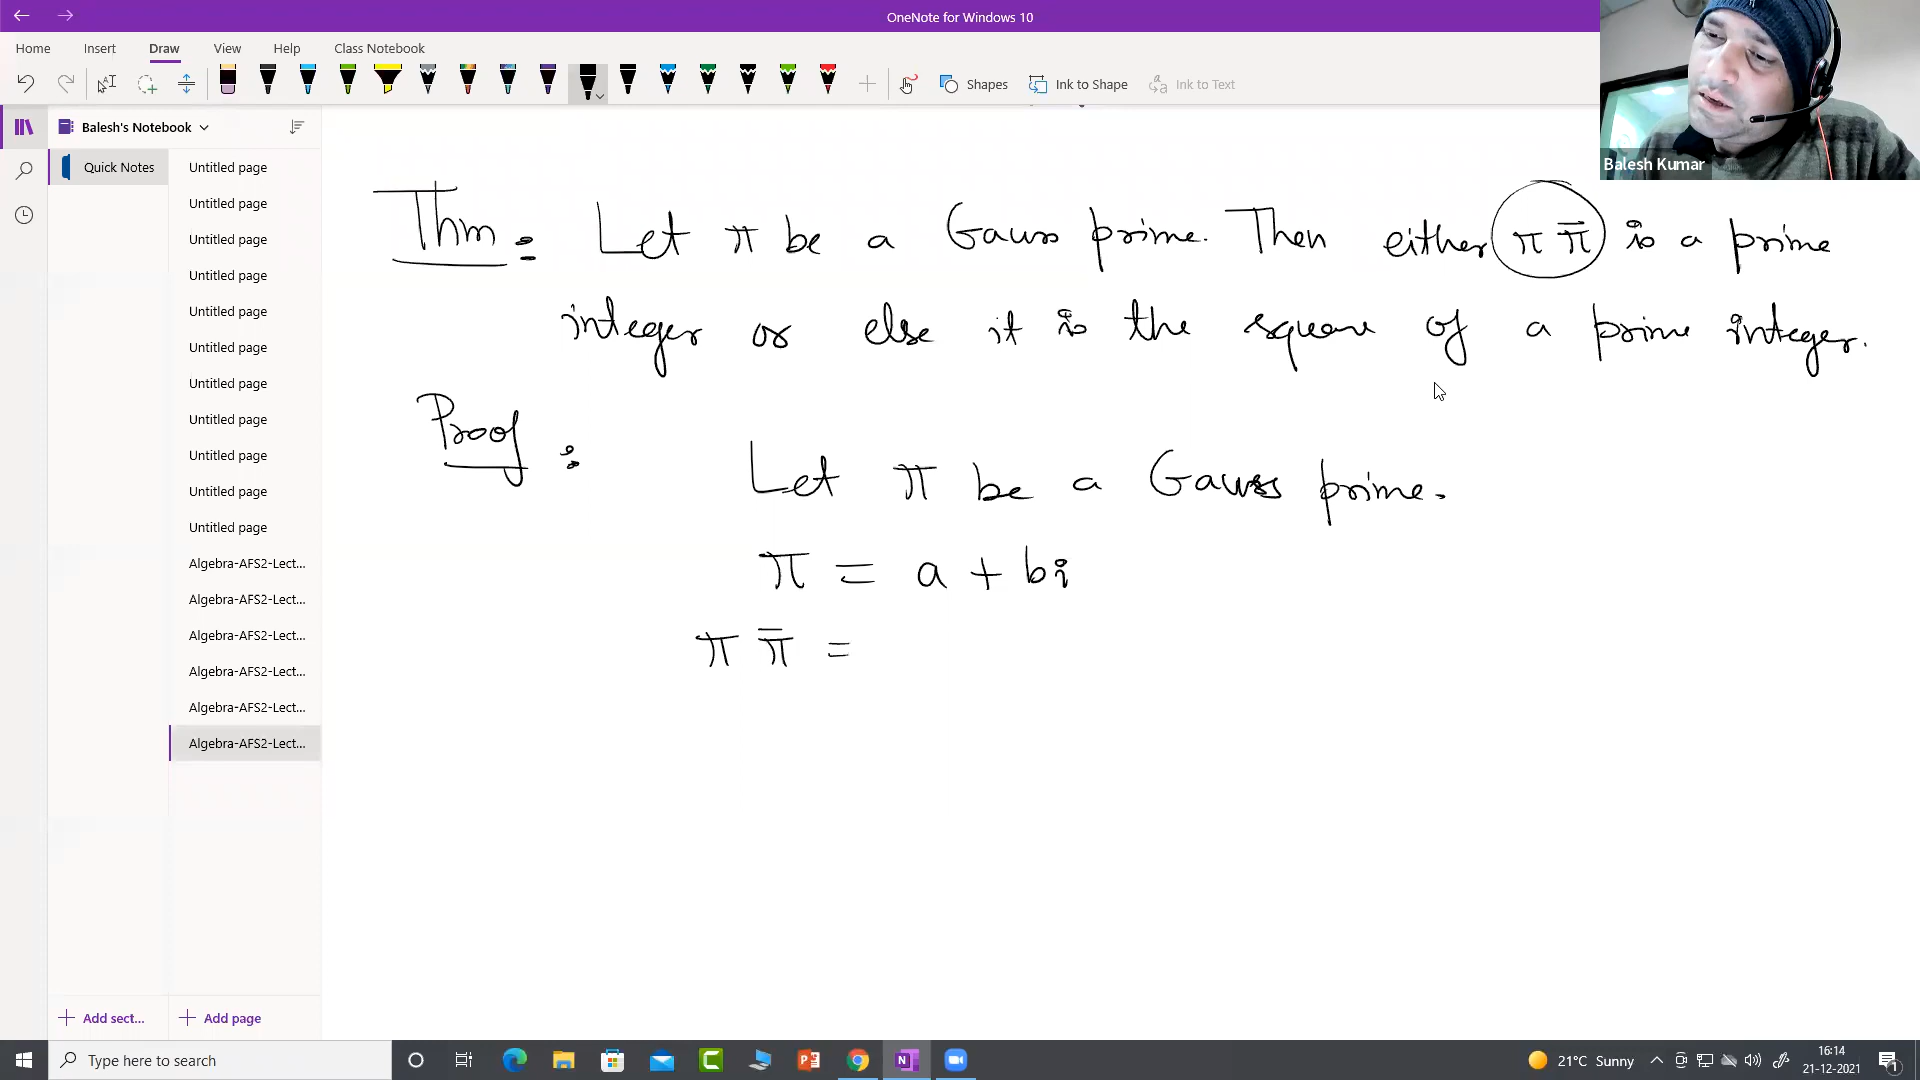 OneNote for Windows 10
Home Insert Draw View Help Class Notebook
Shapes Ink to Shape Ink to Text
Balesh's Notebook
Quick Notes
Untitled page
Untitled page
Untitled page
Untitled page
Untitled page
Untitled page
Untitled page
Untitled page
Untitled page
Untitled page
Untitled page
Algebra-AFS2-Lect...
Algebra-AFS2-Lect...
Algebra-AFS2-Lect...
Algebra-AFS2-Lect...
Algebra-AFS2-Lect...
Algebra-AFS2-Lect...
Add sect... Add page
Balesh Kumar
Thm: Let π be a Gauss prime. Then either π π̄ is a prime
integer or else it is the square of a prime integer.
Proof :
Let π be a Gauss prime.
π = a + bi
π π̄ =
Type here to search
21°C Sunny
16:14
21-12-2021
1